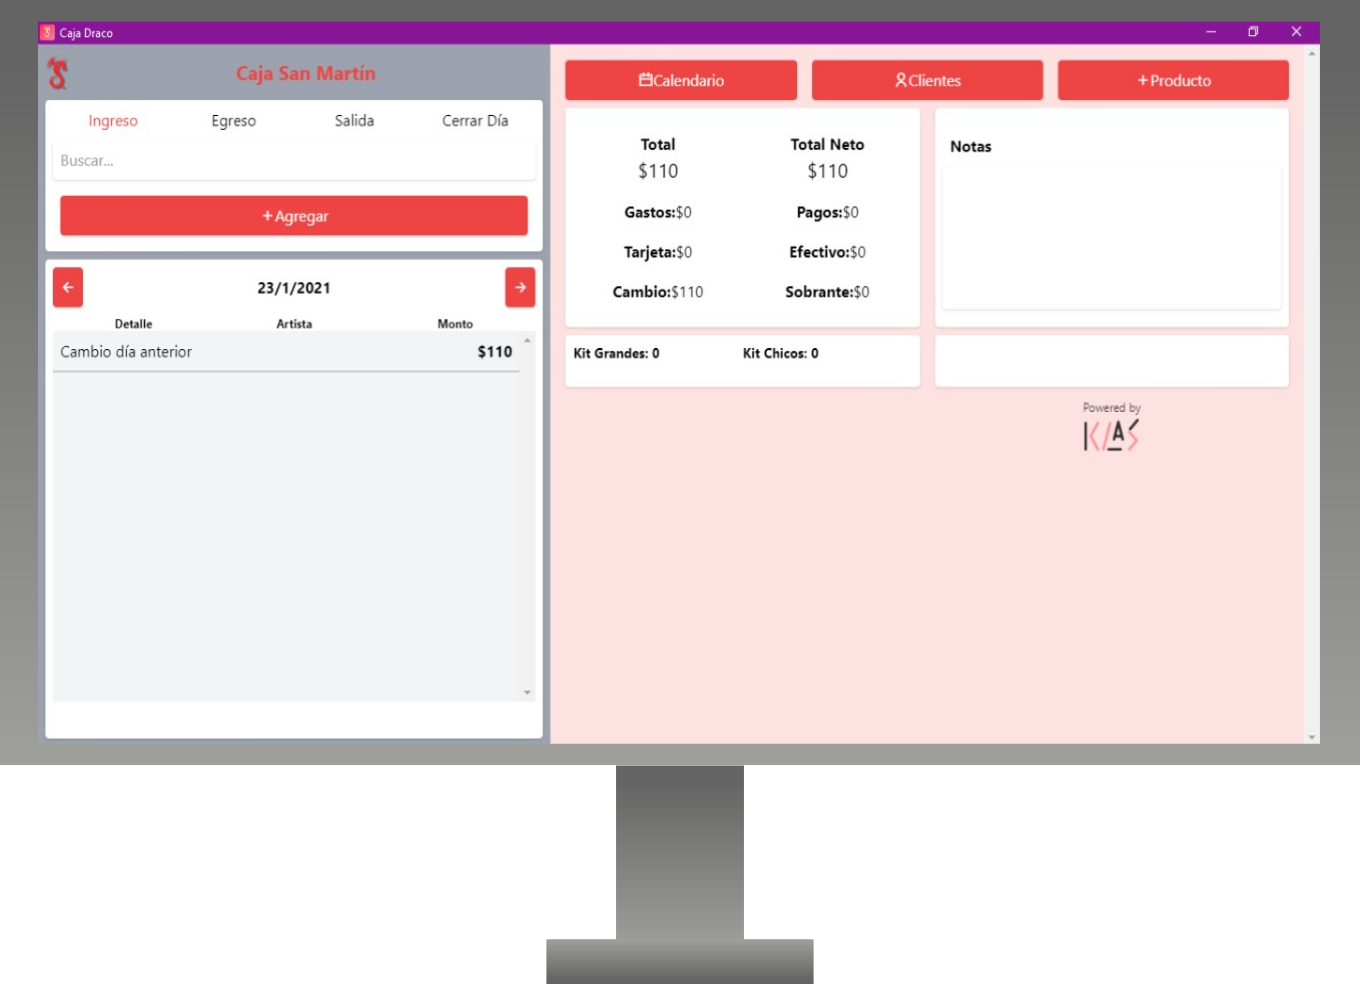 Caja Draco
Caja San Martín
Ingreso Egreso Salida Cerrar Día
Buscar...
+ Agregar
23/1/2021
Detalle Artista Monto
Cambio día anterior $110
Calendario Clientes + Producto
Total Total Neto
$110 $110
Gastos:$0 Pagos:$0
Tarjeta:$0 Efectivo:$0
Cambio:$110 Sobrante:$0
Notas
Kit Grandes: 0 Kit Chicos: 0
Powered by
K/AS